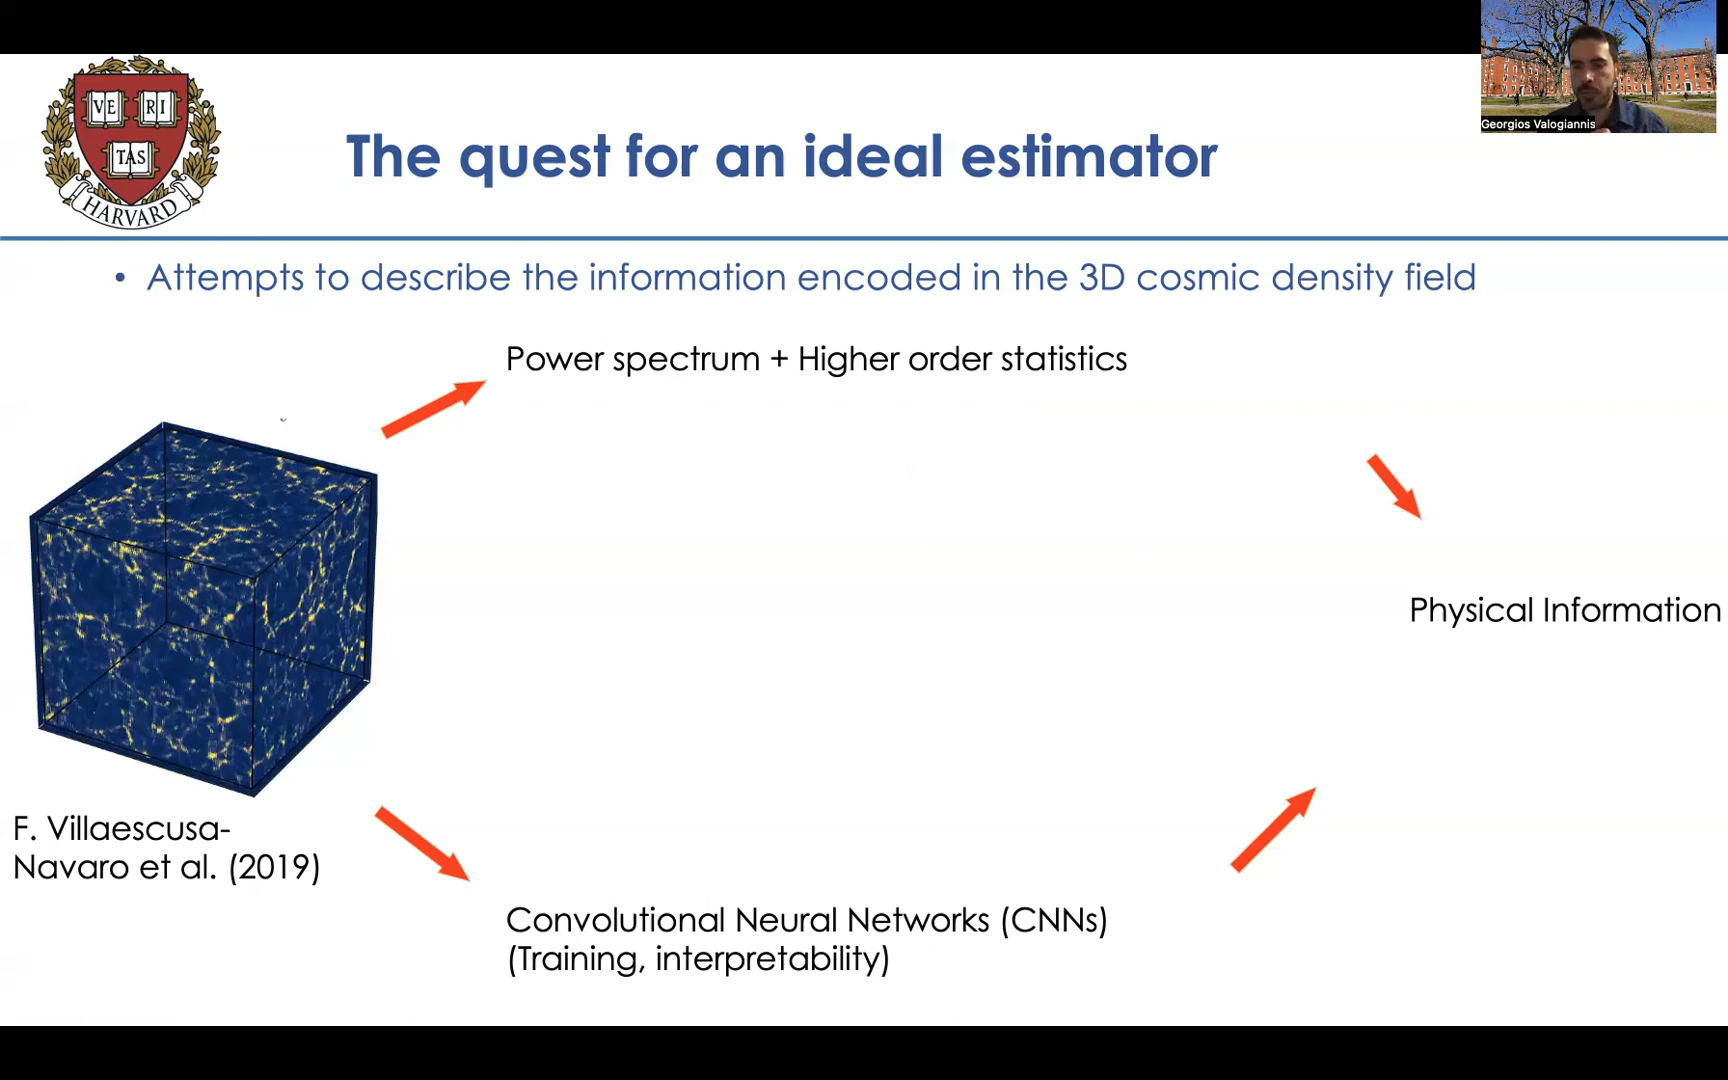 Georgios Valogiannis
VE RI
TAS
HARVARD
The quest for an ideal estimator
• Attempts to describe the information encoded in the 3D cosmic density field
Power spectrum + Higher order statistics
Physical Information
F. Villaescusa-
Navaro et al. (2019)
Convolutional Neural Networks (CNNs)
(Training, interpretability)